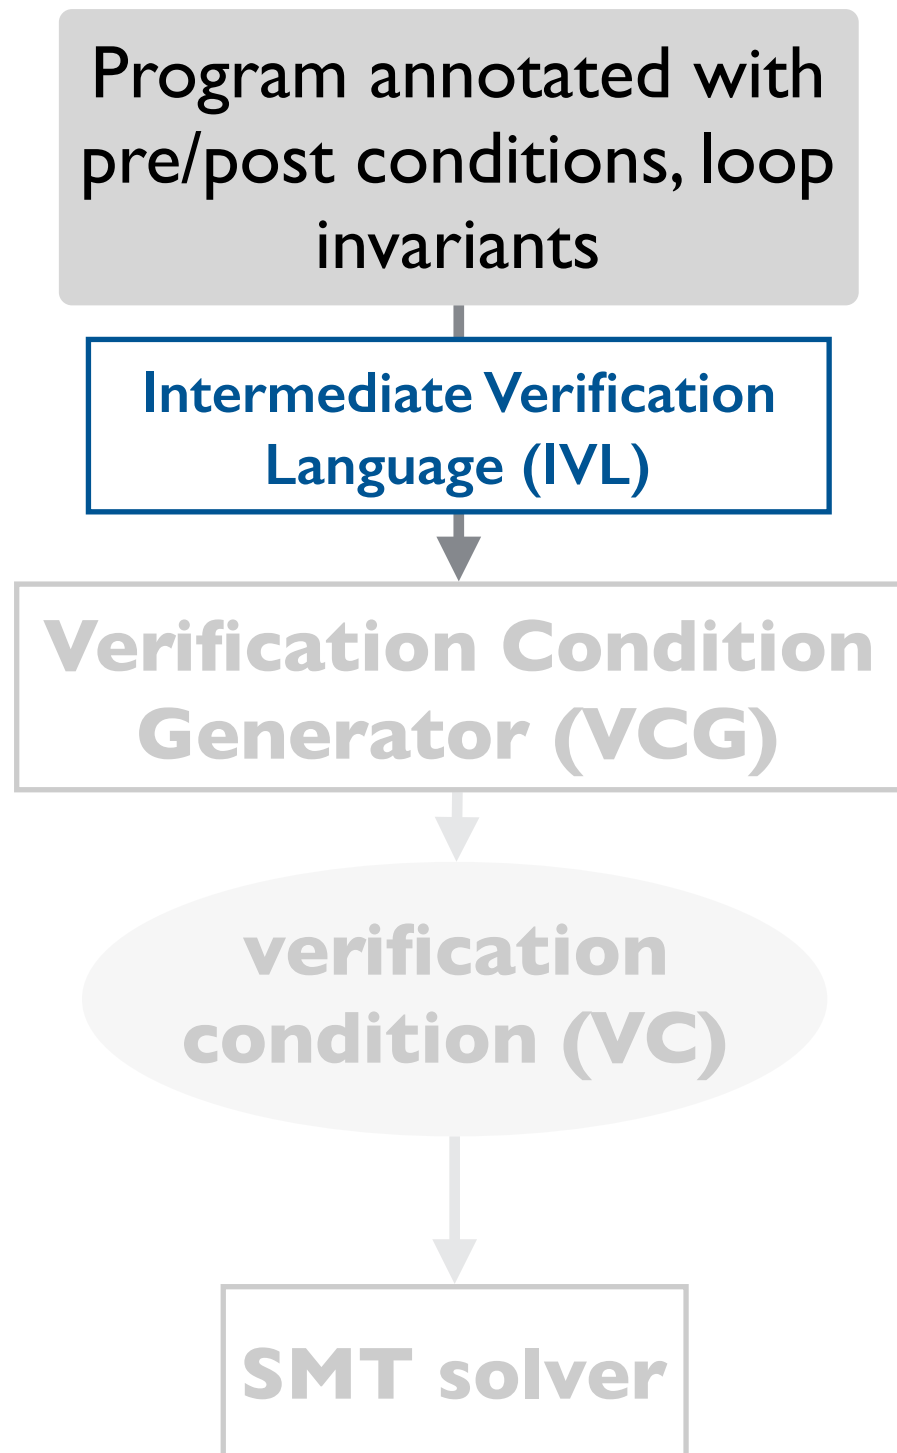 Program annotated with
pre/post conditions, loop
invariants
Intermediate Verification
Language (IVL)
Verification Condition
Generator (VCG)
verification
condition (VC)
SMT solver